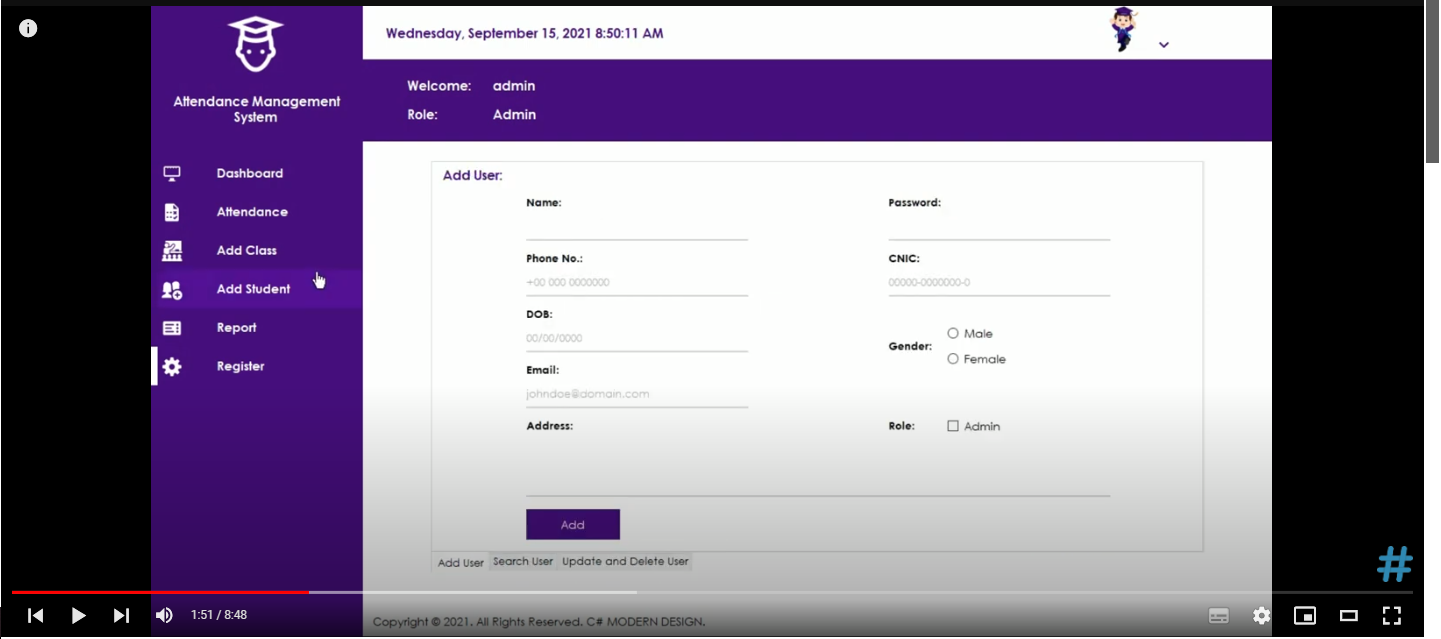 Wednesday, September 15, 2021 8:50:11 AM
Attendance Management
System
Welcome: admin
Role: Admin
Dashboard
Attendance
Add Class
Add Student
Report
Register
Add User:
Name:
Password:
Phone No.:
+00 000 0000000
CNIC:
00000-0000000-0
DOB:
00/00/0000
Gender:
Male
Female
Email:
johndoe@domain.com
Address:
Role:
Admin
Add
Add User Search User Update and Delete User
#
1:51 / 8:48
Copyright © 2021. All Rights Reserved. C# MODERN DESIGN.